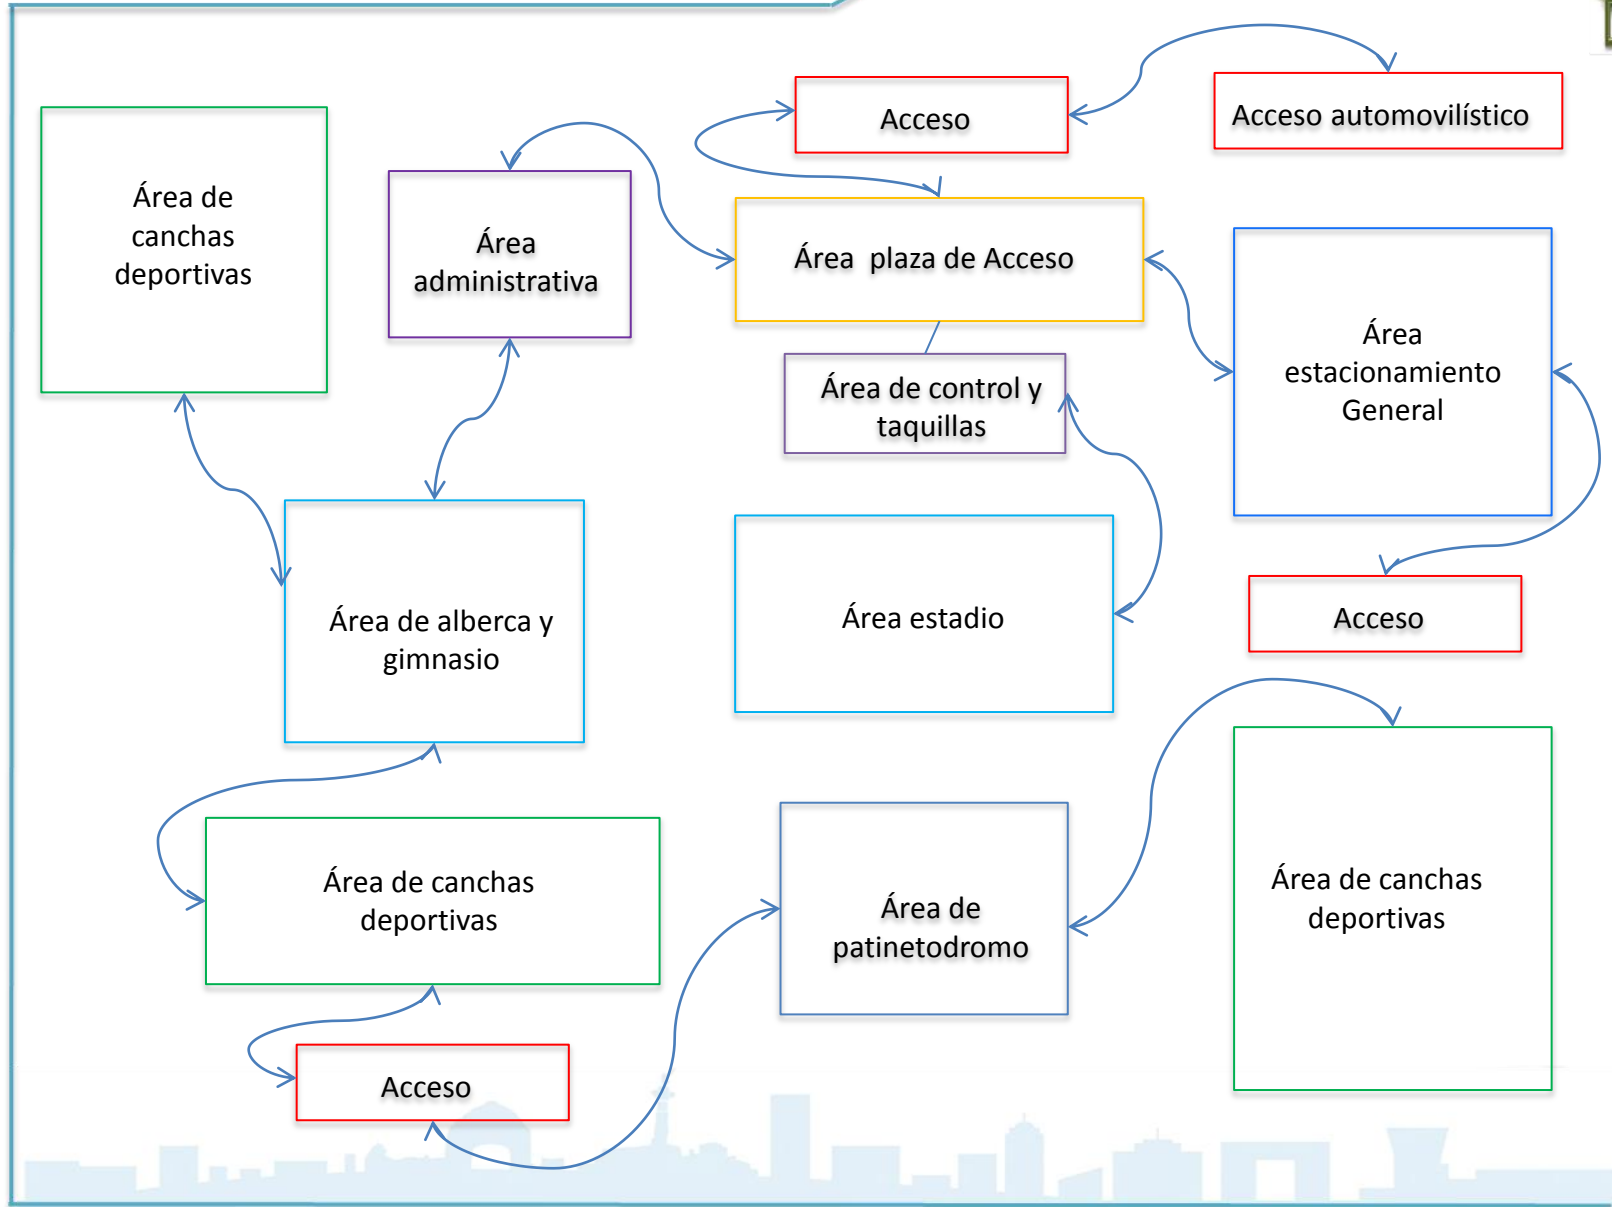 Acceso
Acceso automovilístico
Área de
canchas
deportivas
Área
administrativa
Área plaza de Acceso
Área
estacionamiento
General
Área de control y
taquillas
Área de alberca y
gimnasio
Área estadio
Acceso
Área de canchas
deportivas
Área de
patinetodromo
Área de canchas
deportivas
Acceso